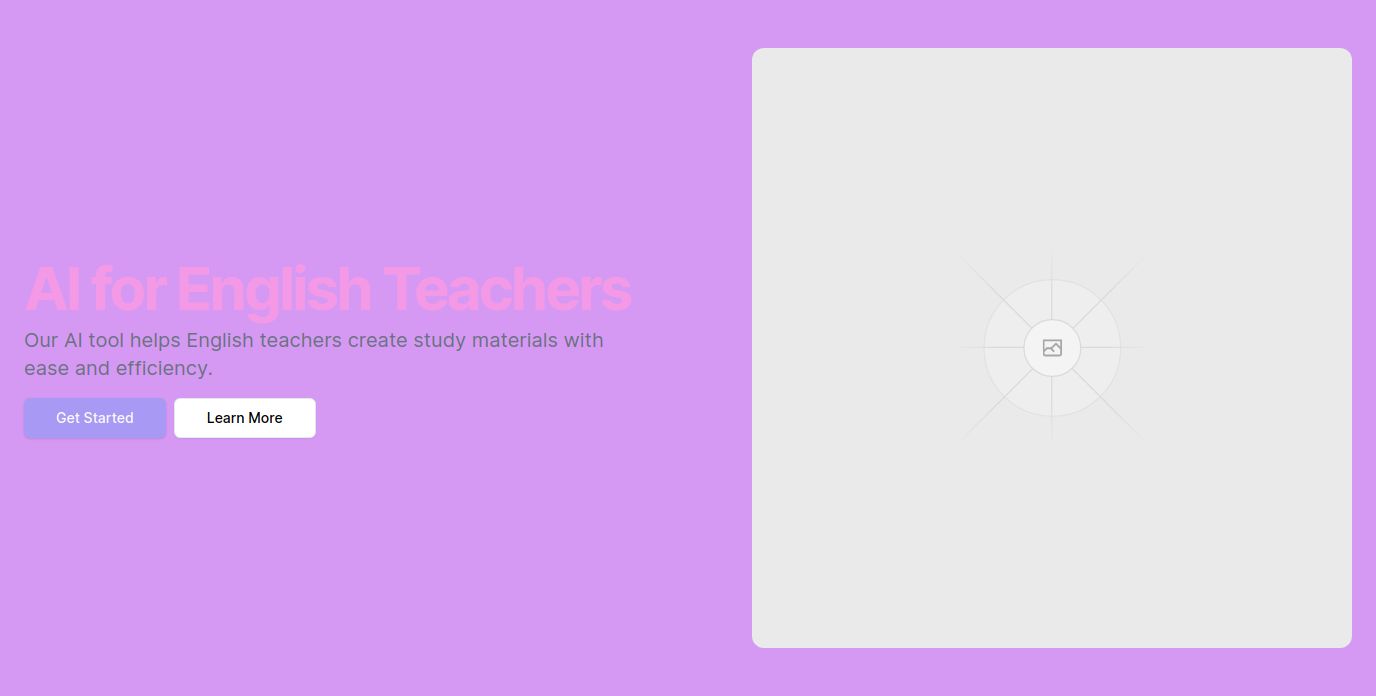 AI for English Teachers
Our AI tool helps English teachers create study materials with
ease and efficiency.
Get Started
Learn More